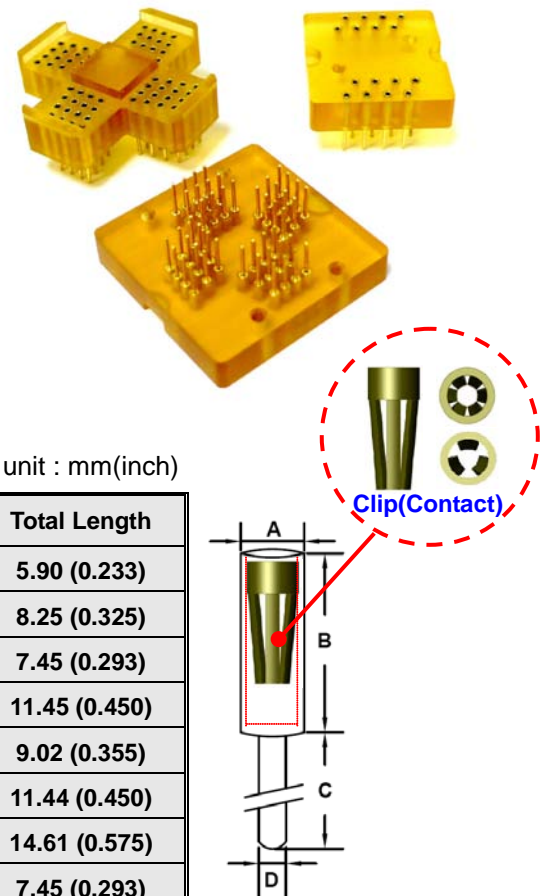 unit : mm(inch)
Clip(Contact)
Total Length
5.90 (0.233)
8.25 (0.325)
7.45 (0.293)
11.45 (0.450)
9.02 (0.355)
11.44 (0.450)
14.61 (0.575)
7.45 (0.293)
A
B
C
D